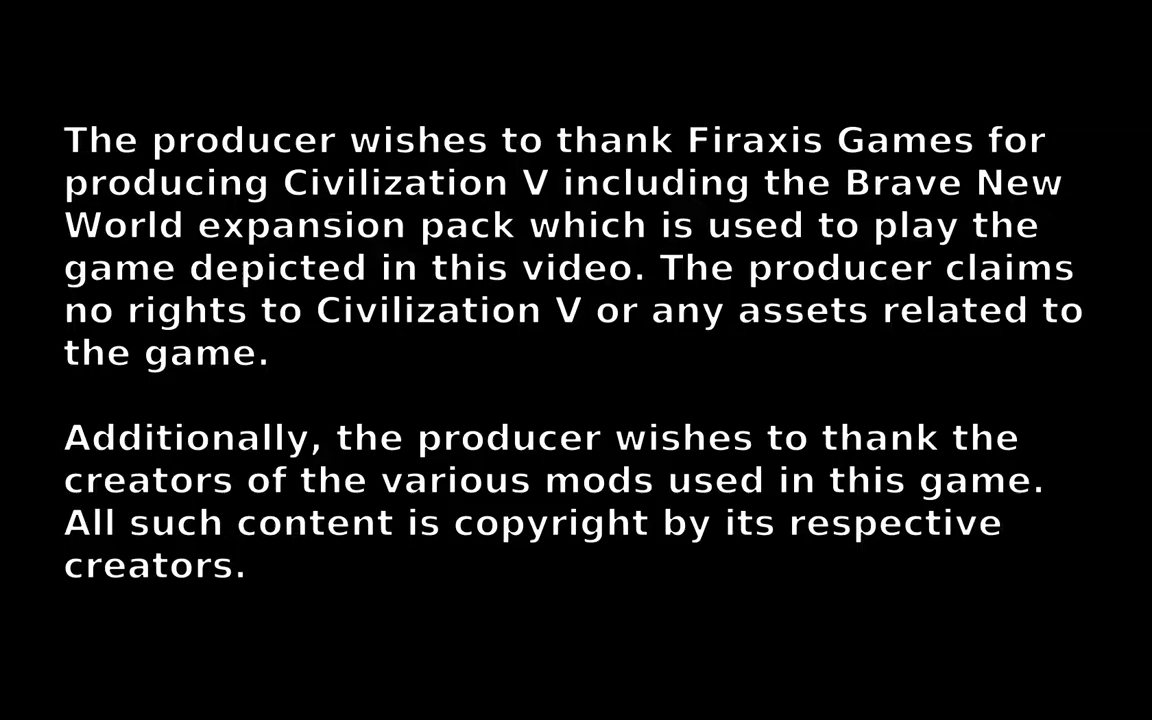 The producer wishes to thank Firaxis Games for
producing Civilization V including the Brave New
World expansion pack which is used to play the
game depicted in this video. The producer claims
no rights to Civilization V or any assets related to
the game.
Additionally, the producer wishes to thank the
creators of the various mods used in this game.
All such content is copyright by its respective
creators.